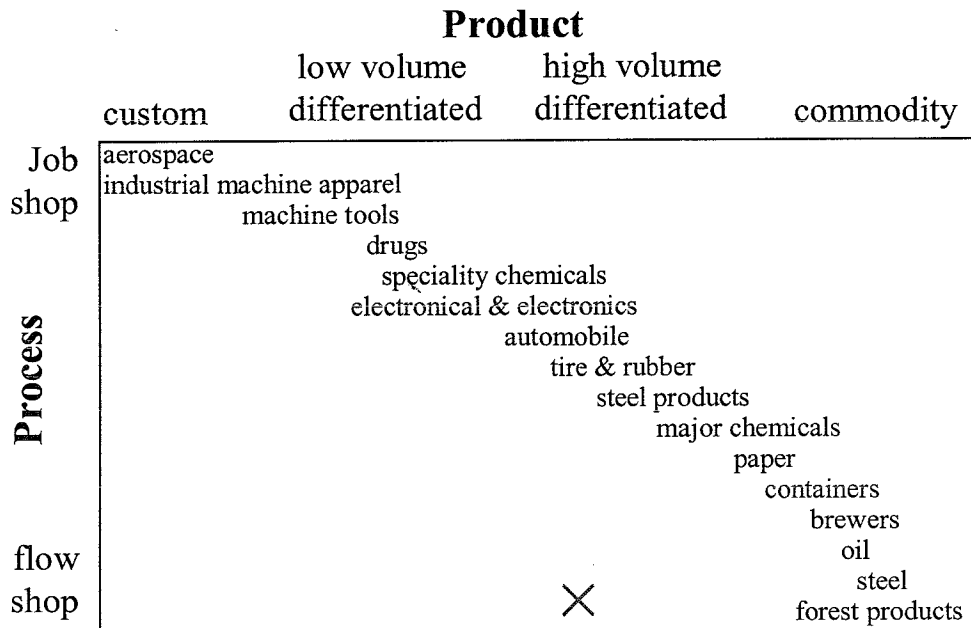 Product
low volume high volume
custom differentiated differentiated commodity
Job aerospace
industrial machine apparel
shop
machine tools
drugs
speciality chemicals
electronical & electronics
automobile
tire & rubber
Process
steel products
major chemicals
paper
containers
brewers
flow oil
steel
shop forest products